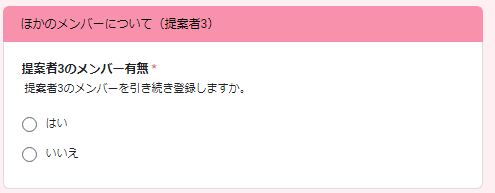 ほかのメンバーについて（提案者3）
提案者3のメンバー有無 *
提案者3のメンバーを引き続き登録しますか。
はい
いいえ